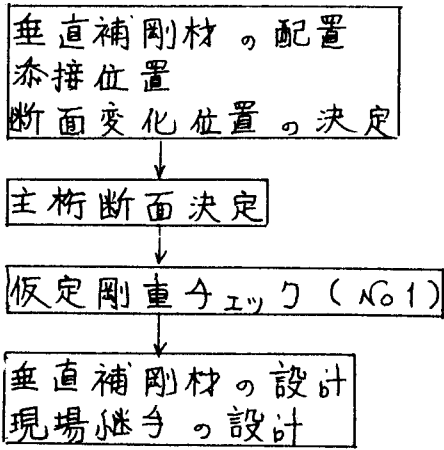 垂直補剛材の配置
添接位置
断面変化位置の決定
主桁断面決定
仮定剛重チェック(No1)
垂直補剛材の設計
現場継手の設計